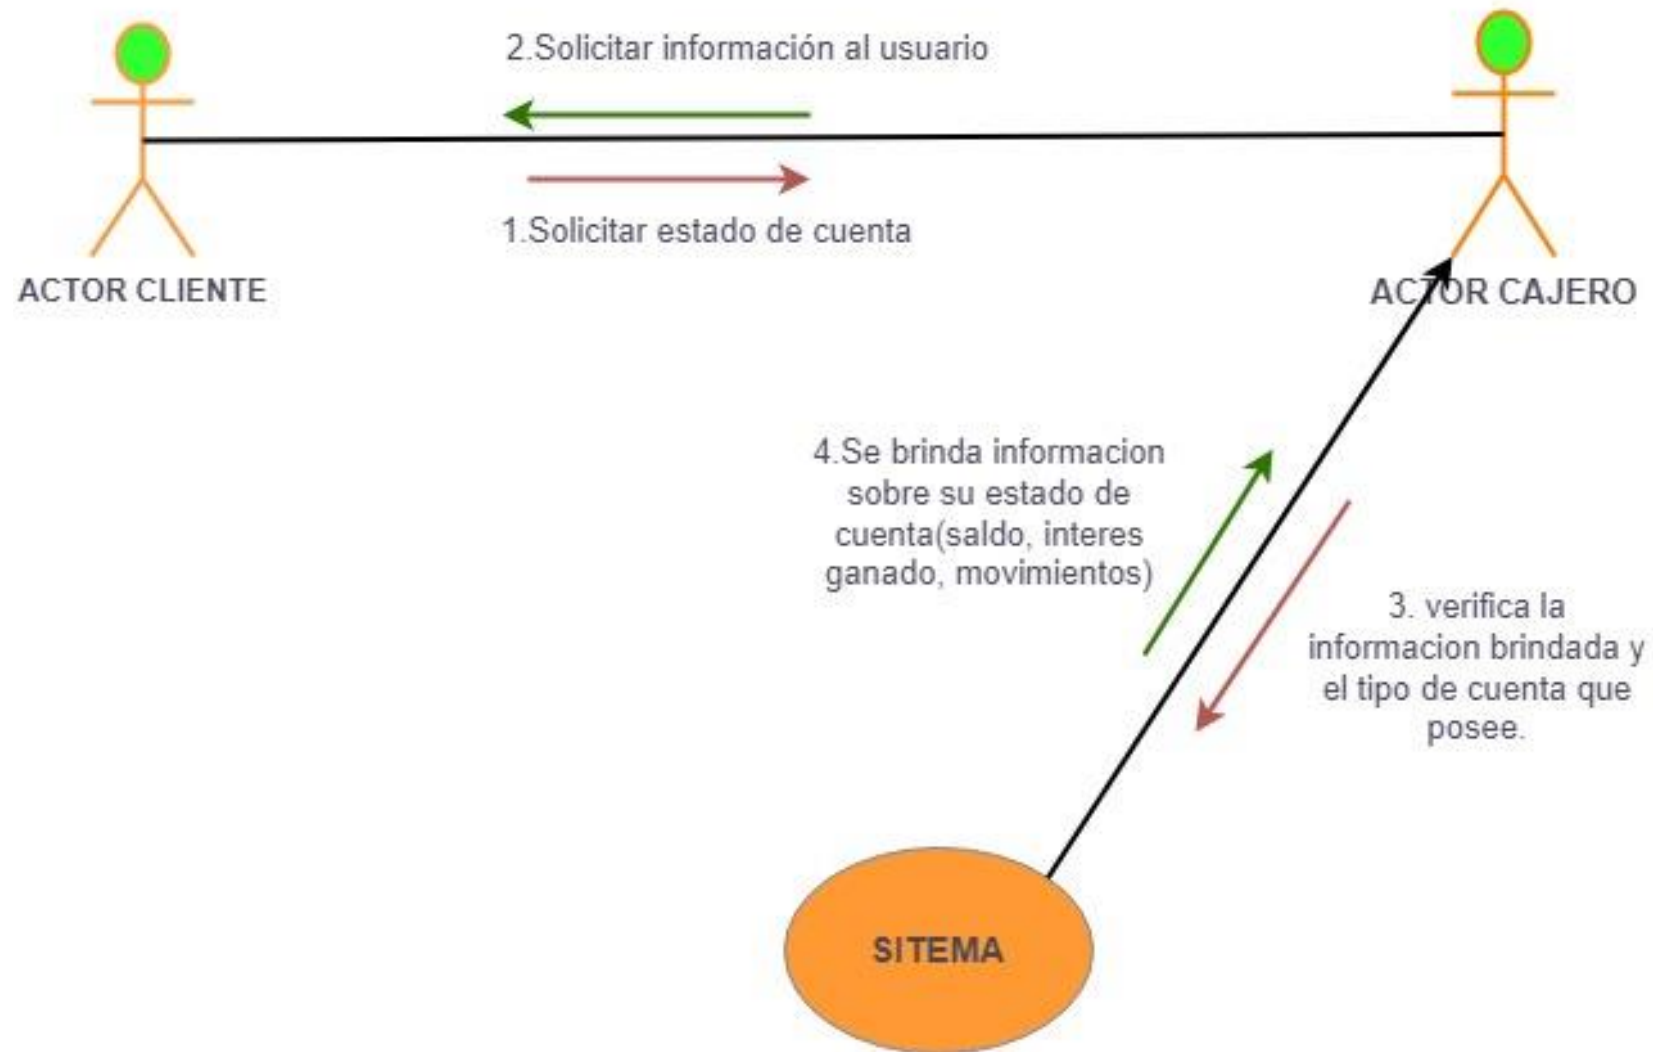 2.Solicitar información al usuario
1.Solicitar estado de cuenta
ACTOR CLIENTE
ACTOR CAJERO
4.Se brinda informacion
sobre su estado de
cuenta(saldo, interes
ganado, movimientos)
3. verifica la
informacion brindada y
el tipo de cuenta que
posee.
SITEMA